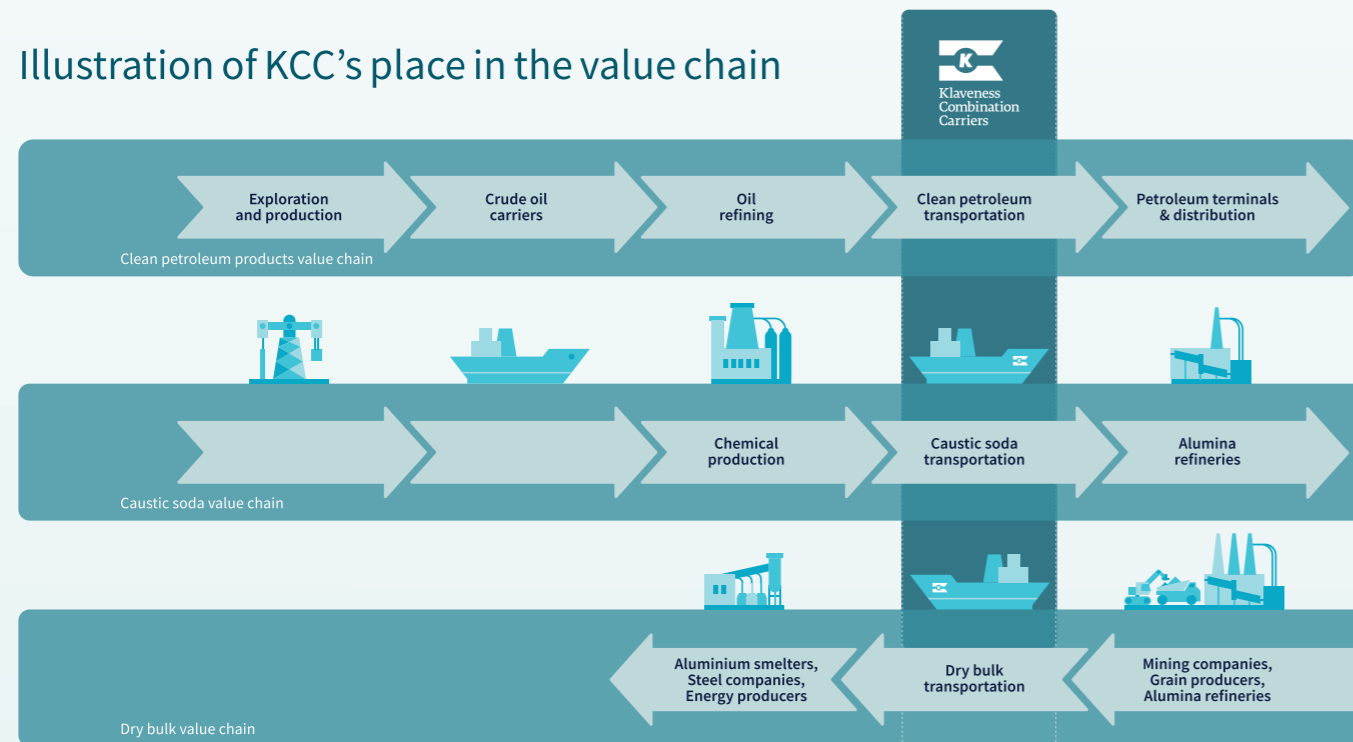 Illustration of KCC’s place in the value chain
K
Klaveness
Combination
Carriers
Exploration
and production
Crude oil
carriers
Oil
refining
Clean petroleum
transportation
Petroleum terminals
& distribution
Clean petroleum products value chain
Chemical
production
Caustic soda
transportation
Alumina
refineries
Caustic soda value chain
Aluminium smelters,
Steel companies,
Energy producers
Dry bulk
transportation
Mining companies,
Grain producers,
Alumina refineries
Dry bulk value chain